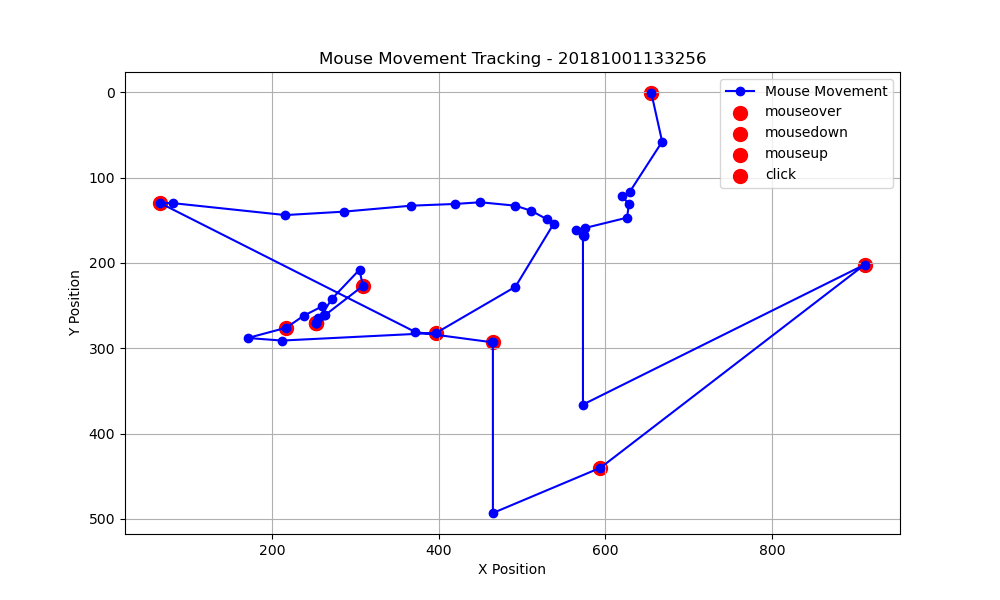 Mouse Movement Tracking - 20181001133256
Mouse Movement
mouseover
mousedown
mouseup
click
0
100
200
300
400
500
Y Position
200
400
600
800
X Position